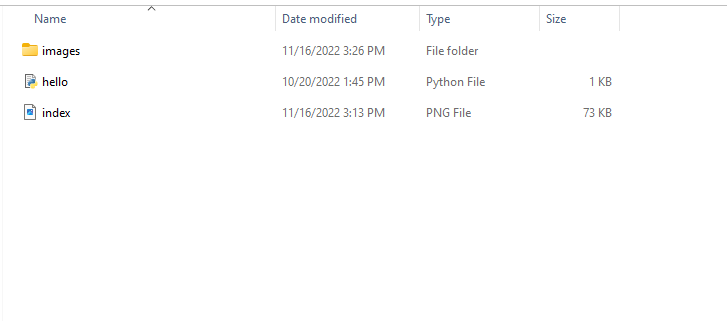 Name Date modified Type Size
images 11/16/2022 3:26 PM File folder
hello 10/20/2022 1:45 PM Python File 1 KB
index 11/16/2022 3:13 PM PNG File 73 KB